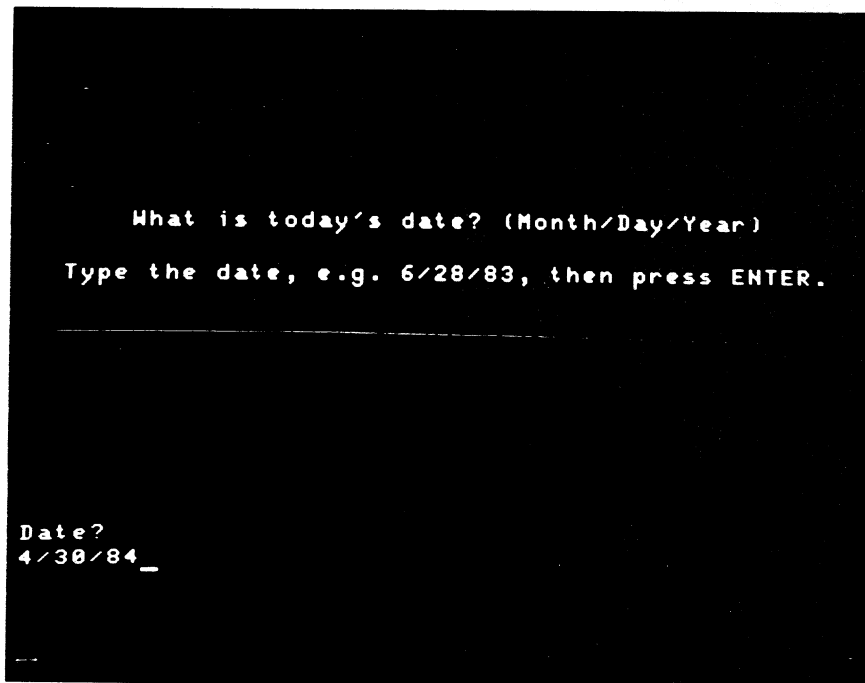 What is today's date? (Month/Day/Year)
Type the date, e.g. 6/28/83, then press ENTER.
Date?
4/30/84_